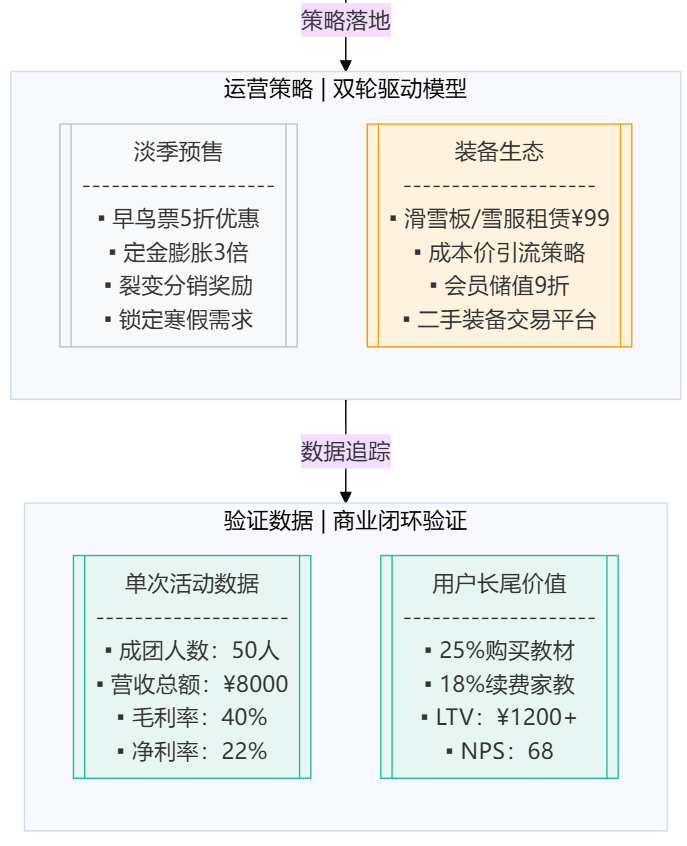 策略落地
运营策略 | 双轮驱动模型
淡季预售
--------------------
▪ 早鸟票5折优惠
▪ 定金膨胀3倍
▪ 裂变分销奖励
▪ 锁定寒假需求
装备生态
--------------------
▪ 滑雪板/雪服租赁¥99
▪ 成本价引流策略
▪ 会员储值9折
▪ 二手装备交易平台
数据追踪
验证数据 | 商业闭环验证
单次活动数据
--------------------
▪ 成团人数：50人
▪ 营收总额：¥8000
▪ 毛利率：40%
▪ 净利率：22%
用户长尾价值
--------------------
▪ 25%购买教材
▪ 18%续费家教
▪ LTV：¥1200+
▪ NPS：68